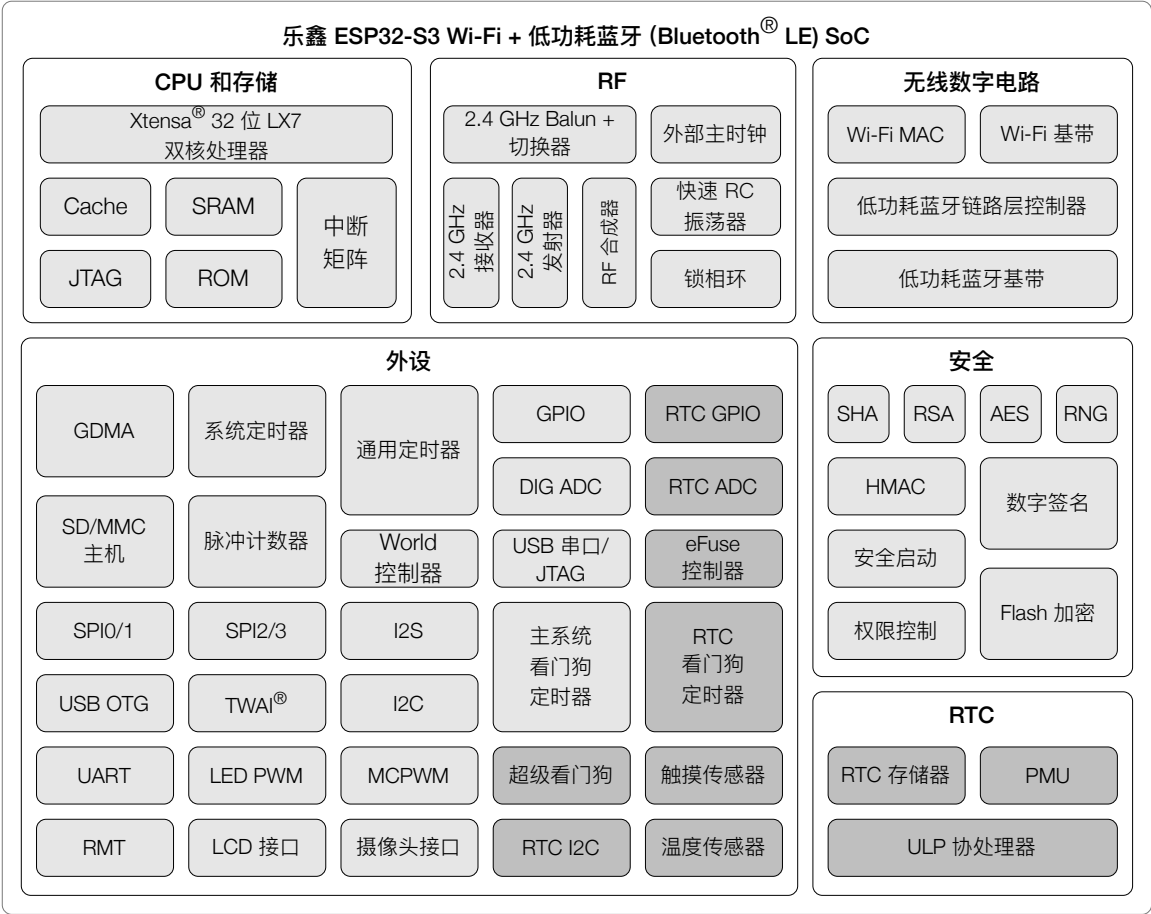 乐鑫 ESP32-S3 Wi-Fi + 低功耗蓝牙 (Bluetooth® LE) SoC
CPU 和存储
Xtensa® 32 位 LX7
双核处理器
Cache
SRAM
中断
矩阵
JTAG
ROM
RF
2.4 GHz Balun +
切换器
外部主时钟
2.4 GHz
接收器
2.4 GHz
发射器
RF 合成器
快速 RC
振荡器
锁相环
无线数字电路
Wi-Fi MAC
Wi-Fi 基带
低功耗蓝牙链路层控制器
低功耗蓝牙基带
外设
GDMA
系统定时器
通用定时器
GPIO
RTC GPIO
DIG ADC
RTC ADC
SD/MMC
主机
脉冲计数器
World
控制器
USB 串口/
JTAG
eFuse
控制器
SPI0/1
SPI2/3
I2S
主系统
看门狗
定时器
RTC
看门狗
定时器
USB OTG
TWAI®
I2C
UART
LED PWM
MCPWM
超级看门狗
触摸传感器
RMT
LCD 接口
摄像头接口
RTC I2C
温度传感器
安全
SHA
RSA
AES
RNG
HMAC
数字签名
安全启动
Flash 加密
权限控制
RTC
RTC 存储器
PMU
ULP 协处理器